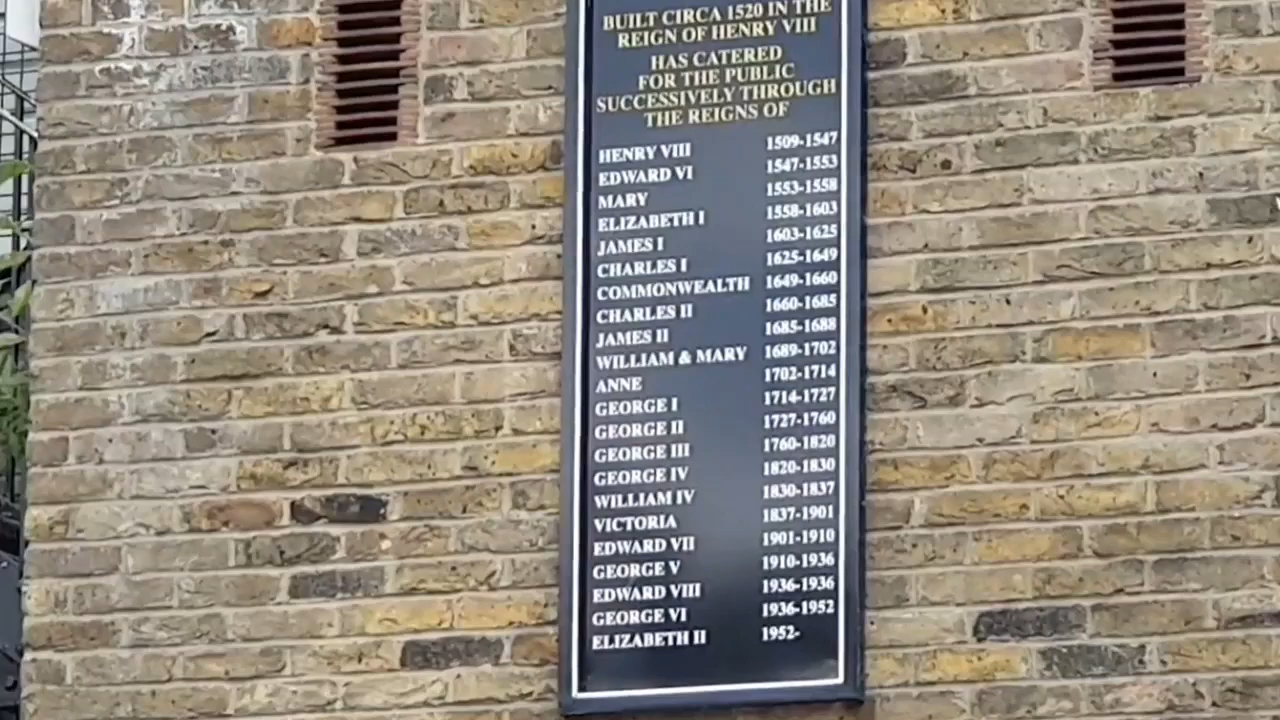 BUILT CIRCA 1520 IN THE
REIGN OF HENRY VIII
HAS CATERED
FOR THE PUBLIC
SUCCESSIVELY THROUGH
THE REIGNS OF
HENRY VIII 1509-1547
EDWARD VI 1547-1553
MARY 1553-1558
ELIZABETH I 1558-1603
JAMES I 1603-1625
CHARLES I 1625-1649
COMMONWEALTH 1649-1660
CHARLES II 1660-1685
JAMES II 1685-1688
WILLIAM & MARY 1689-1702
ANNE 1702-1714
GEORGE I 1714-1727
GEORGE II 1727-1760
GEORGE III 1760-1820
GEORGE IV 1820-1830
WILLIAM IV 1830-1837
VICTORIA 1837-1901
EDWARD VII 1901-1910
GEORGE V 1910-1936
EDWARD VIII 1936-1936
GEORGE VI 1936-1952
ELIZABETH II 1952-